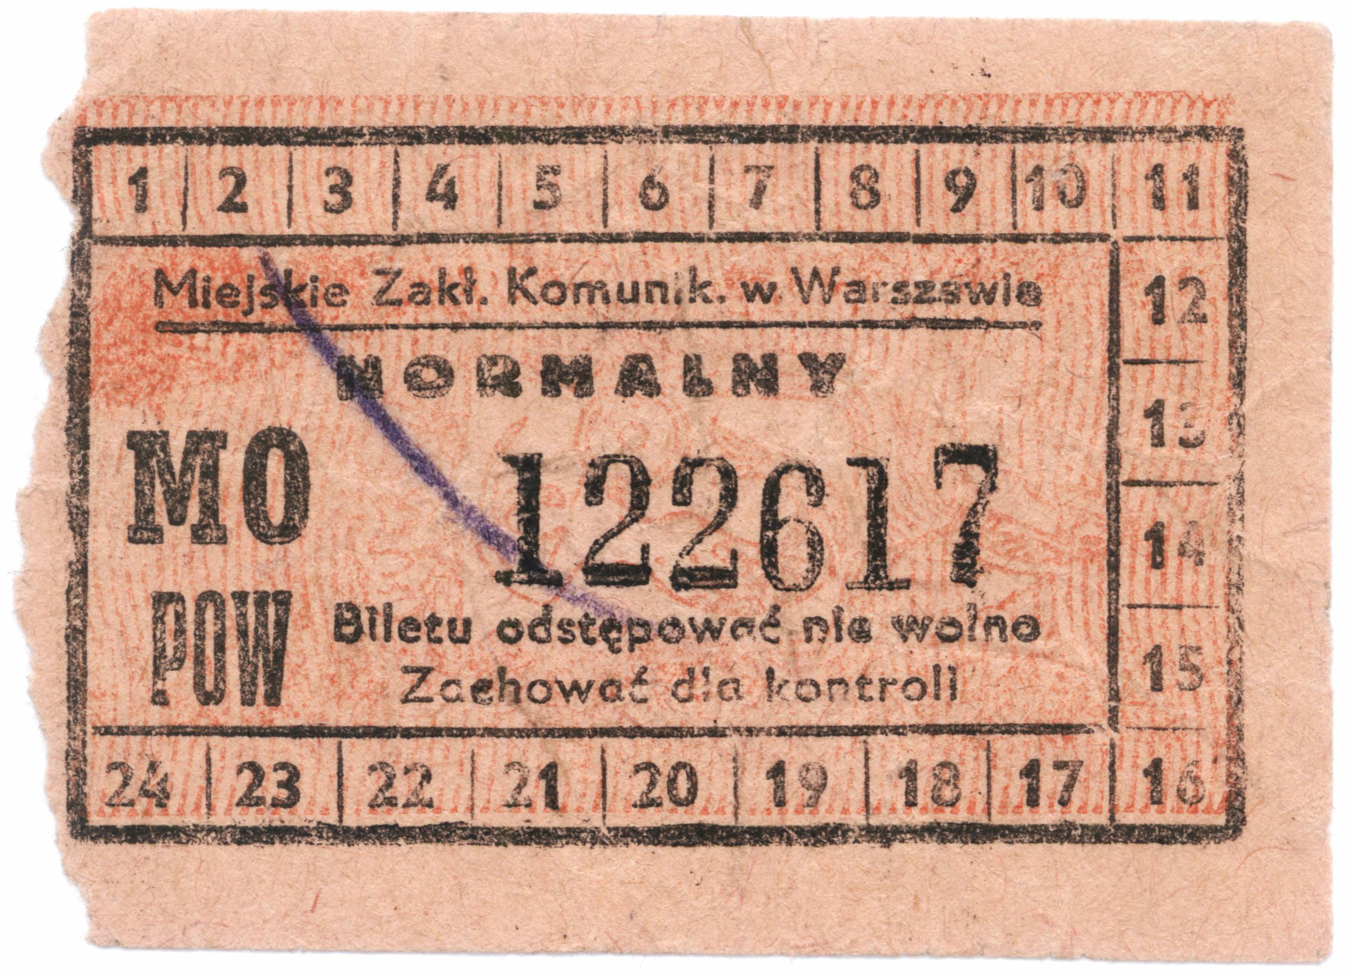 1 2 3 4 5 6 7 8 9 10 11
Miejskie Zakł. Komunik. w Warszawie
12
NORMALNY
13
MO
122617
14
POW
Biletu odstępować nie wolno
Zachować dla kontroli
15
24 23 22 21 20 19 18 17 16